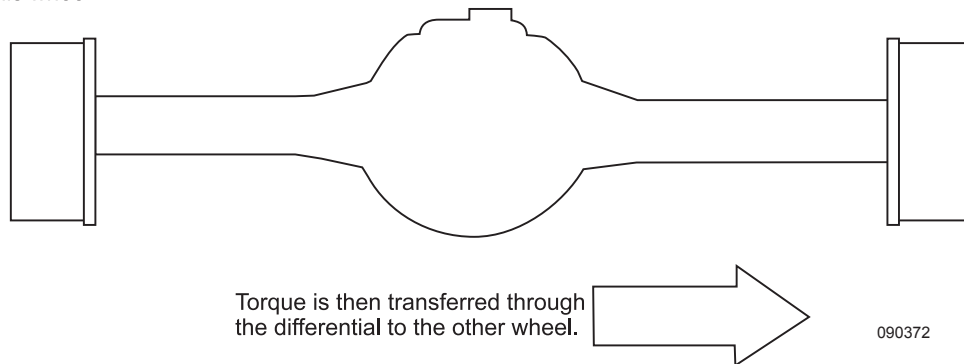 Torque is then transferred through
the differential to the other wheel.
090372